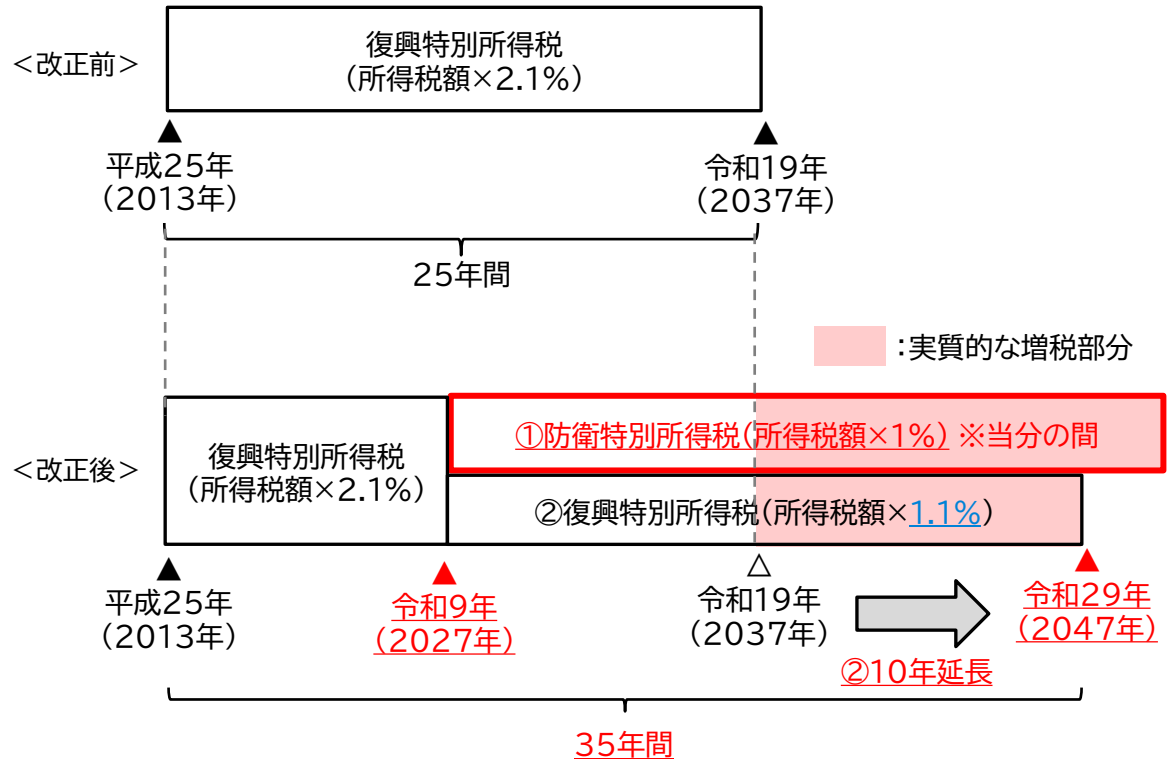 <改正前>
復興特別所得税
(所得税額×2.1%)
▲
▲
平成25年
(2013年)
令和19年
(2037年)
25年間
:実質的な増税部分
<改正後>
復興特別所得税
(所得税額×2.1%)
①防衛特別所得税(所得税額×1%) ※当分の間
②復興特別所得税(所得税額×1.1%)
▲
▲
△
▲
平成25年
(2013年)
令和9年
(2027年)
令和19年
(2037年)
令和29年
(2047年)
②10年延長
35年間